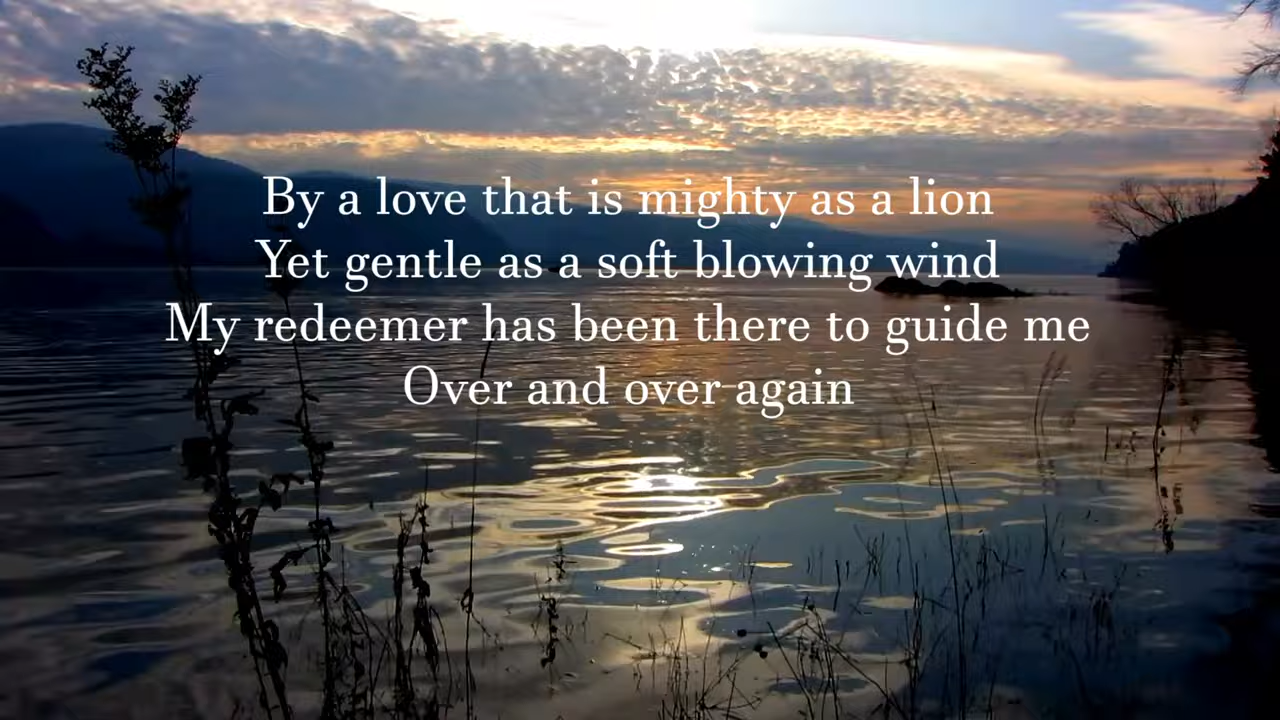 By a love that is mighty as a lion
Yet gentle as a soft blowing wind
My redeemer has been there to guide me
Over and over again